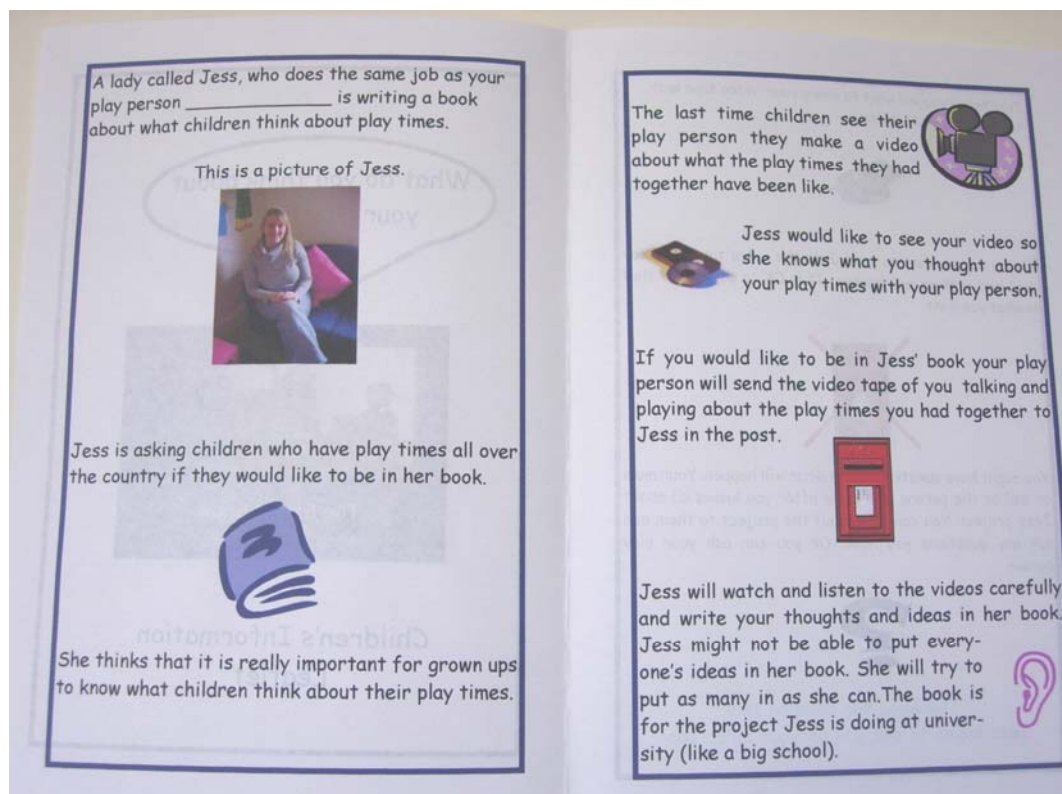 A lady called Jess, who does the same job as your
play person ______________ is writing a book
about what children think about play times.
This is a picture of Jess.
Jess is asking children who have play times all over
the country if they would like to be in her book.
She thinks that it is really important for grown ups
to know what children think about their play times.
The last time children see their
play person they make a video
about what the play times they had
together have been like.
Jess would like to see your video so
she knows what you thought about
your play times with your play person.
If you would like to be in Jess' book your play
person will send the video tape of you talking and
playing about the play times you had together to
Jess in the post.
Jess will watch and listen to the videos carefully
and write your thoughts and ideas in her book.
Jess might not be able to put every-
one's ideas in her book. She will try to
put as many in as she can.The book is
for the project Jess is doing at univer-
sity (like a big school).